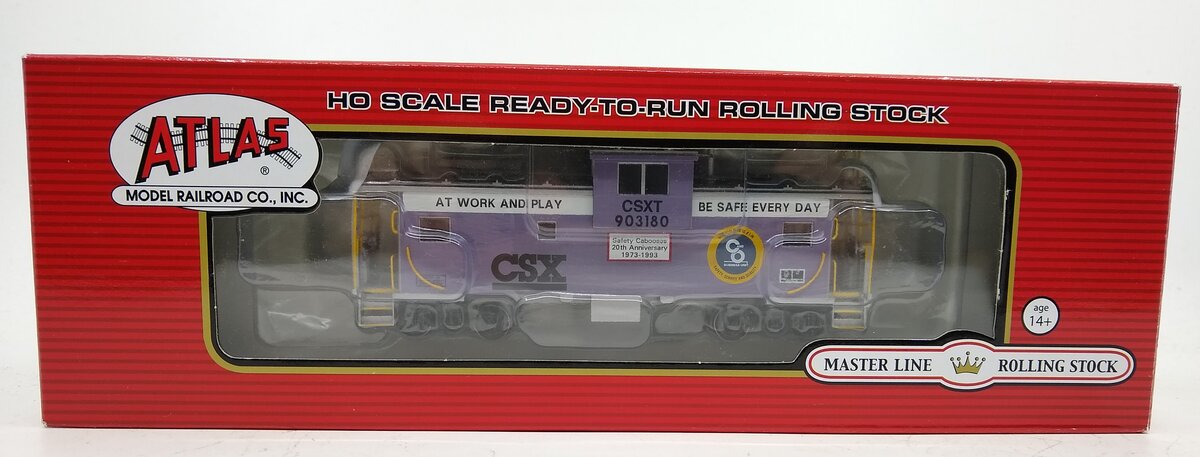 HO SCALE READY-TO-RUN ROLLING STOCK
ATLAS
®
MODEL RAILROAD CO., INC.
AT WORK AND PLAY
CSXT
903180
BE SAFE EVERY DAY
Safety Cabooses
20th Anniversary
1973-1993
CSX
age
14+
MASTER LINE ROLLING STOCK